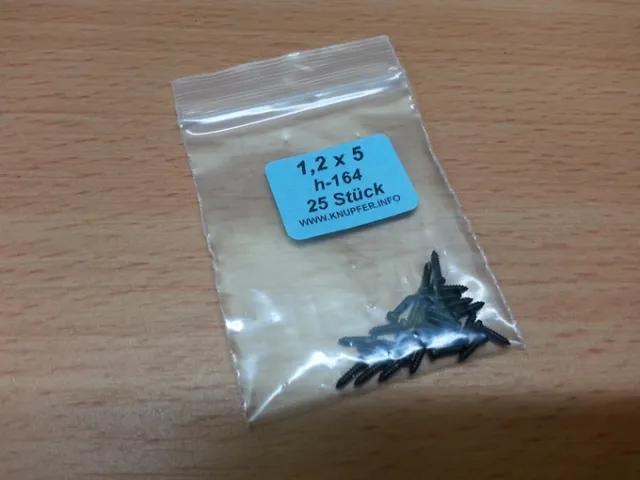 1,2 x 5
h-164
25 Stück
WWW.KNUPFER.INFO